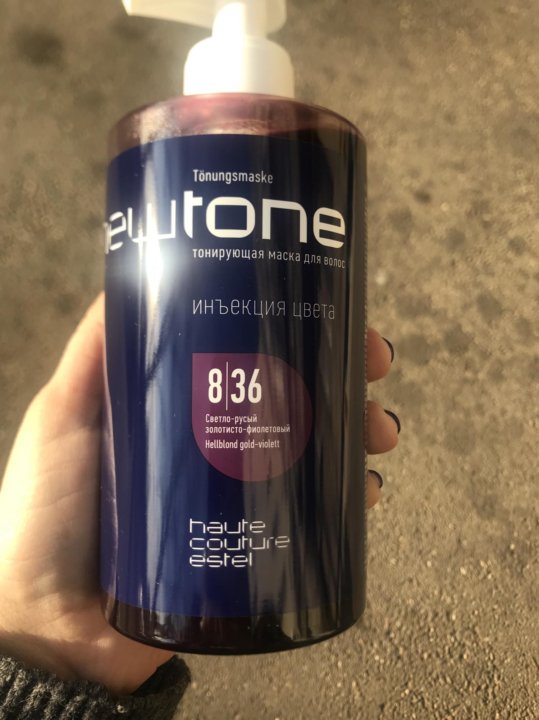 Tönungsmaske
newtone
тонирующая маска для волос
инъекция цвета
8|36
Светло-русый
золотисто-фиолетовый
Hellblond gold-violett
haute
couture
estel